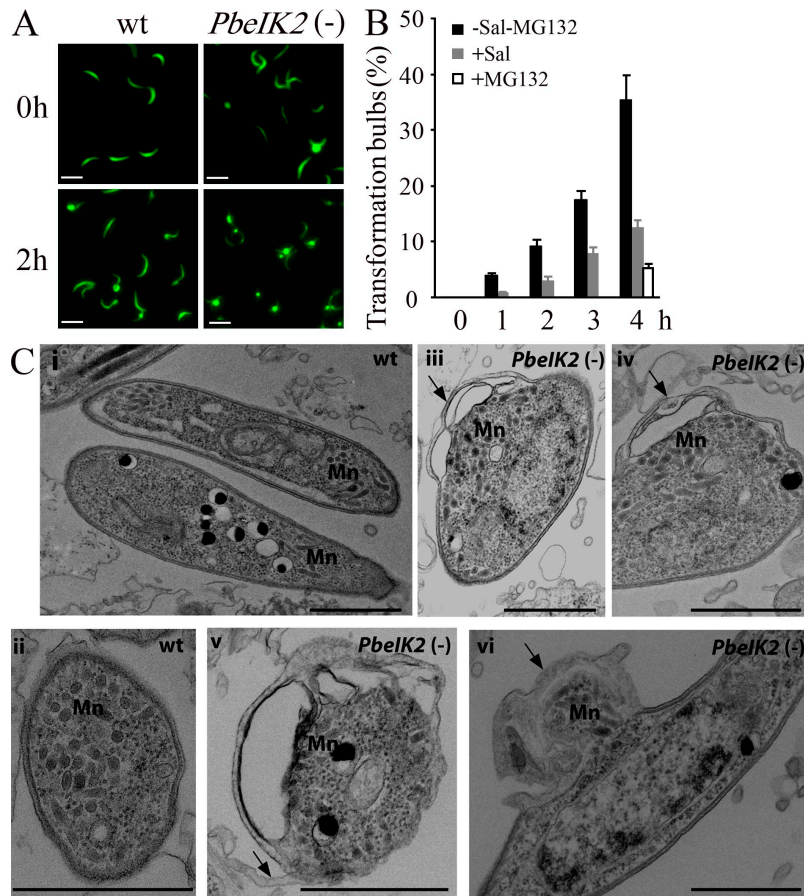 A
wt
PbeIK2 (-)
0h
2h
B
Transformation bulbs (%)
50
40
30
20
10
0
-Sal-MG132
+Sal
+MG132
0 1 2 3 4 h
C
i
wt
Mn
Mn
iii
PbeIK2 (-)
Mn
iv
PbeIK2 (-)
Mn
ii
wt
Mn
v
PbeIK2 (-)
Mn
vi
PbeIK2 (-)
Mn